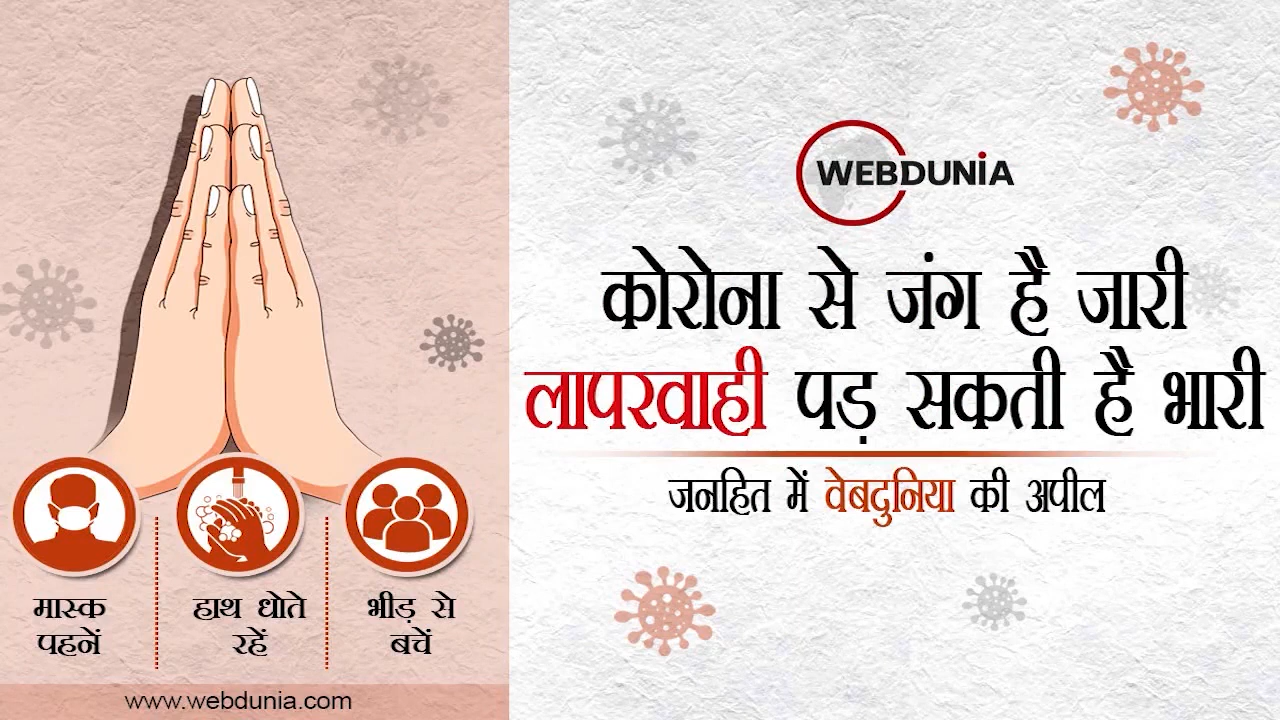 WEBDUNIA
कोरोना से जंग है जारी
लापरवाही पड़ सकती है भारी
जनहित में वेबदुनिया की अपील
मास्क
पहनें
हाथ धोते
रहें
भीड़ से
बचें
www.webdunia.com